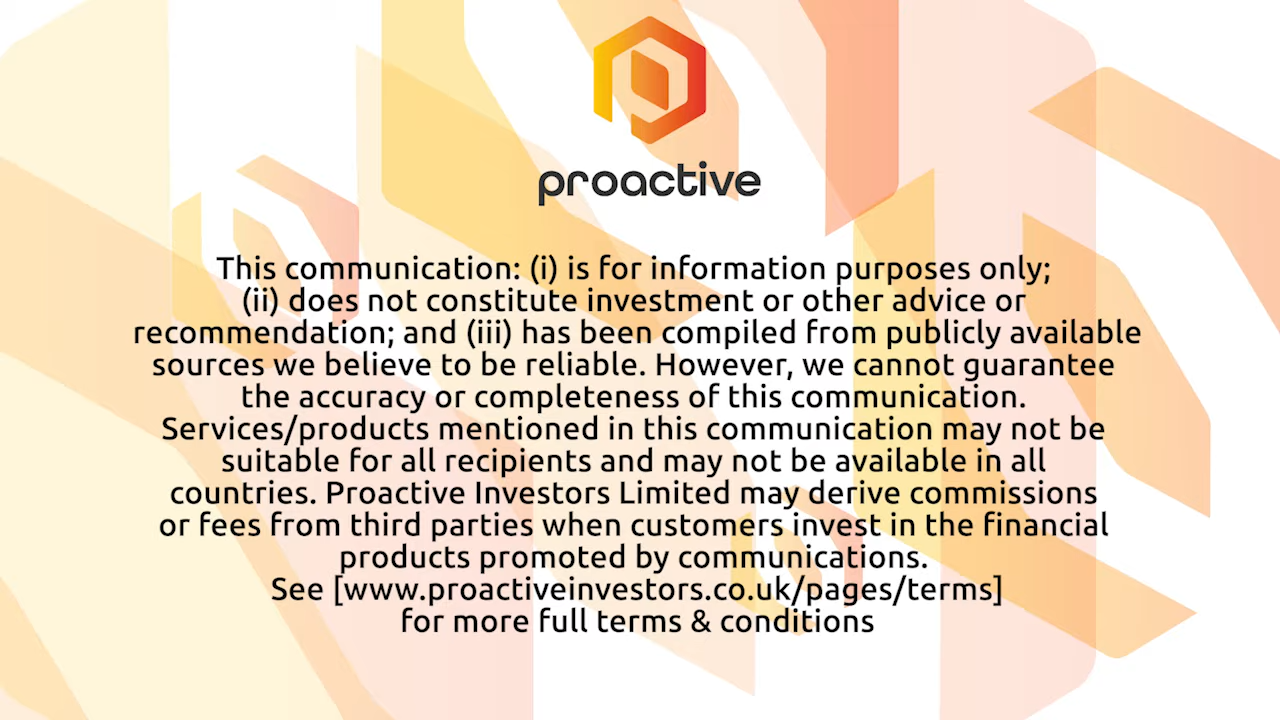 proactive
This communication: (i) is for information purposes only;
(ii) does not constitute investment or other advice or
recommendation; and (iii) has been compiled from publicly available
sources we believe to be reliable. However, we cannot guarantee
the accuracy or completeness of this communication.
Services/products mentioned in this communication may not be
suitable for all recipients and may not be available in all
countries. Proactive Investors Limited may derive commissions
or fees from third parties when customers invest in the financial
products promoted by communications.
See [www.proactiveinvestors.co.uk/pages/terms]
for more full terms & conditions